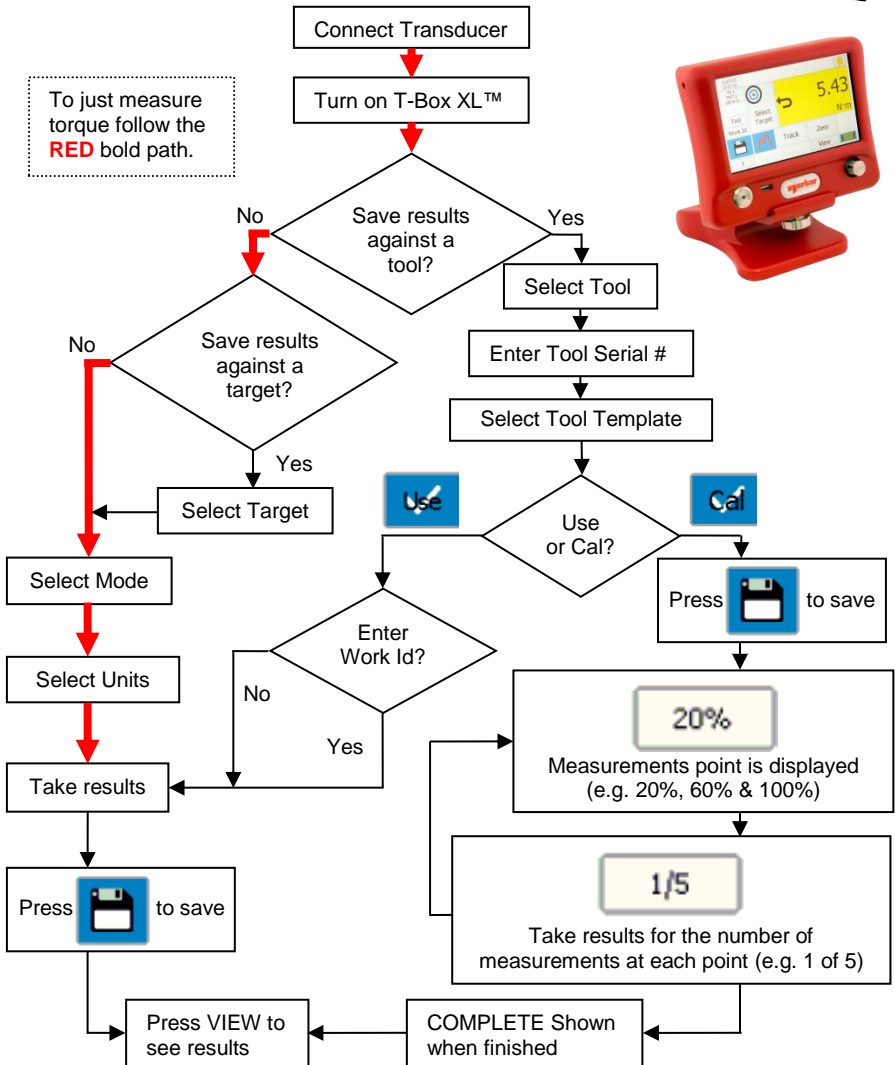 Connect Transducer
To just measure
torque follow the
RED bold path.
Turn on T-Box XL™
5.43
N·m
Tool
Select
Target
Work Id
Track
Zero
View
1
norbar
No
Save results
against a
tool?
Yes
Select Tool
No
Save results
against a
target?
Enter Tool Serial #
Select Tool Template
Yes
Select Target
Use
Use
or Cal?
Cal
Select Mode
Press
to save
Enter
Work Id?
Select Units
No
20%
Yes
Measurements point is displayed
(e.g. 20%, 60% & 100%)
Take results
1/5
Press
to save
Take results for the number of
measurements at each point (e.g. 1 of 5)
Press VIEW to
see results
COMPLETE Shown
when finished